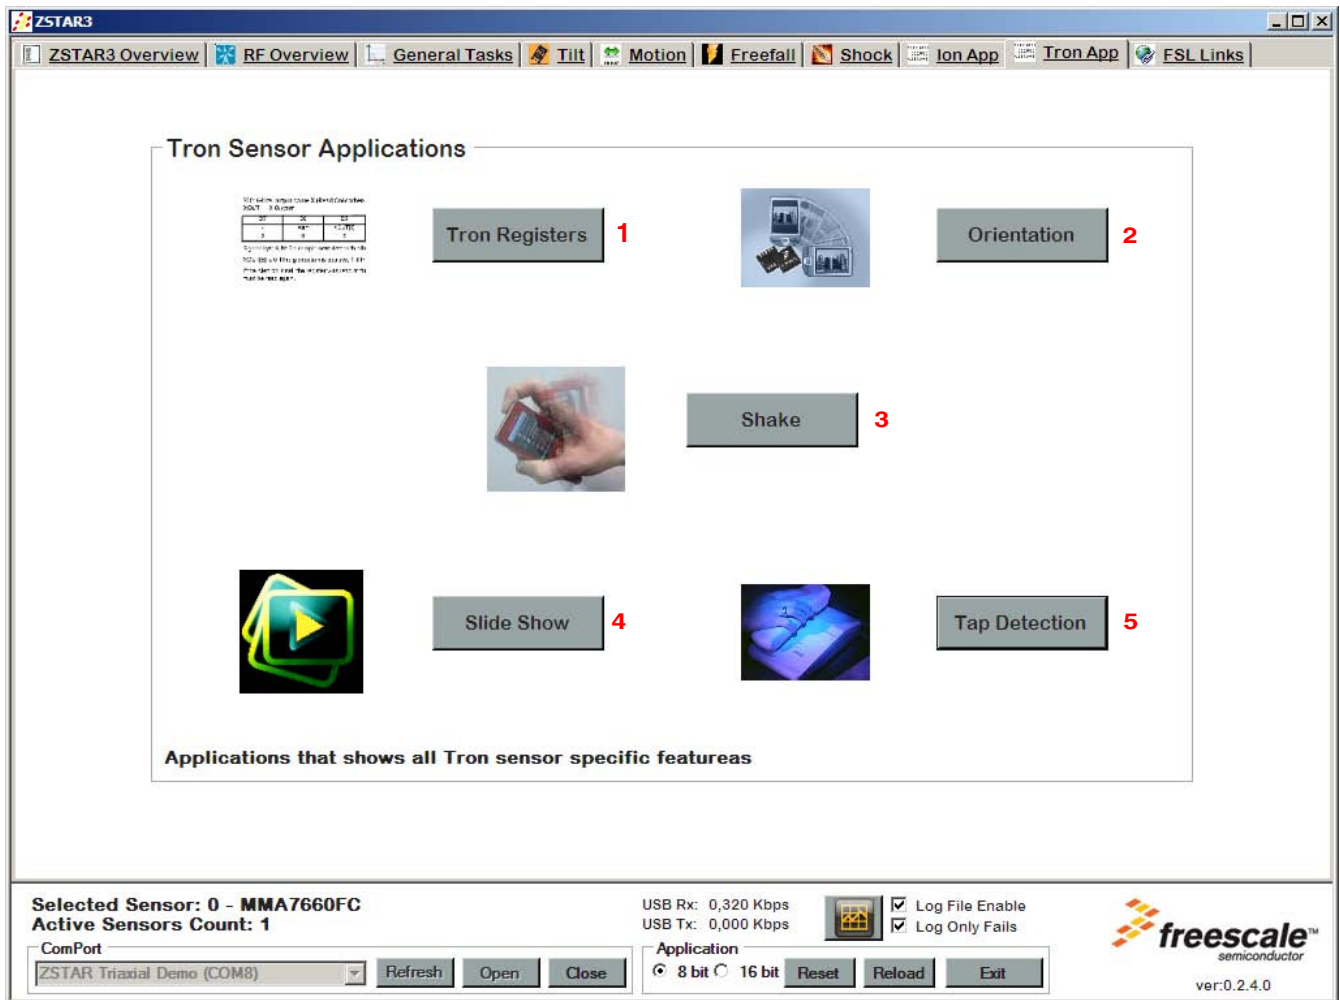 ZSTAR3
ZSTAR3 Overview RF Overview General Tasks Tilt Motion Freefall Shock Ion App Tron App FSL Links
Tron Sensor Applications
Tron Registers 1
Orientation 2
Shake 3
Slide Show 4
Tap Detection 5
Applications that shows all Tron sensor specific featureas
Selected Sensor: 0 - MMA7660FC
Active Sensors Count: 1
ComPort
ZSTAR Triaxial Demo (COM8) Refresh Open Close
USB Rx: 0,320 Kbps
USB Tx: 0,000 Kbps
Log File Enable
Log Only Fails
Application
8 bit 16 bit Reset Reload Exit
freescale™
semiconductor
ver:0.2.4.0